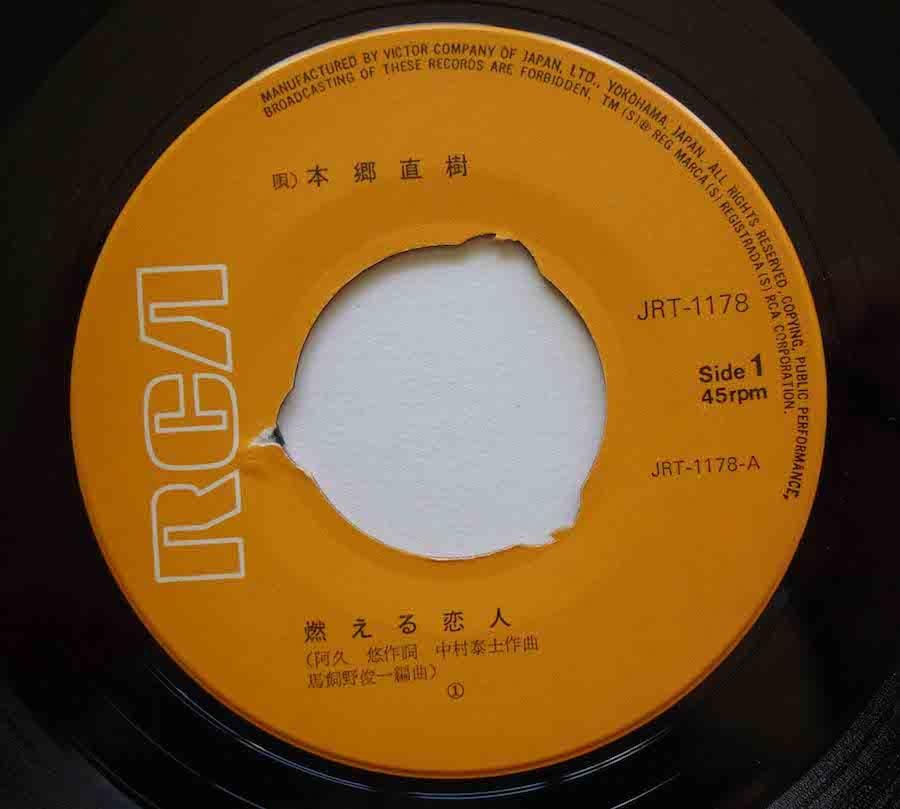 MANUFACTURED BY VICTOR COMPANY OF JAPAN, LTD., YOKOHAMA, JAPAN. ALL RIGHTS RESERVED, COPYING, PUBLIC PERFORMANCE,
BROADCASTING OF THESE RECORDS ARE FORBIDDEN. TM (S)® REG MARCA (S) REGISTRADA (S) RCA CORPORATION.
唄) 本郷直樹
RCA
JRT-1178
Side 1
45rpm
JRT-1178-A
燃える恋人
(阿久 悠作詞 中村泰士作曲
馬飼野俊一編曲)
①